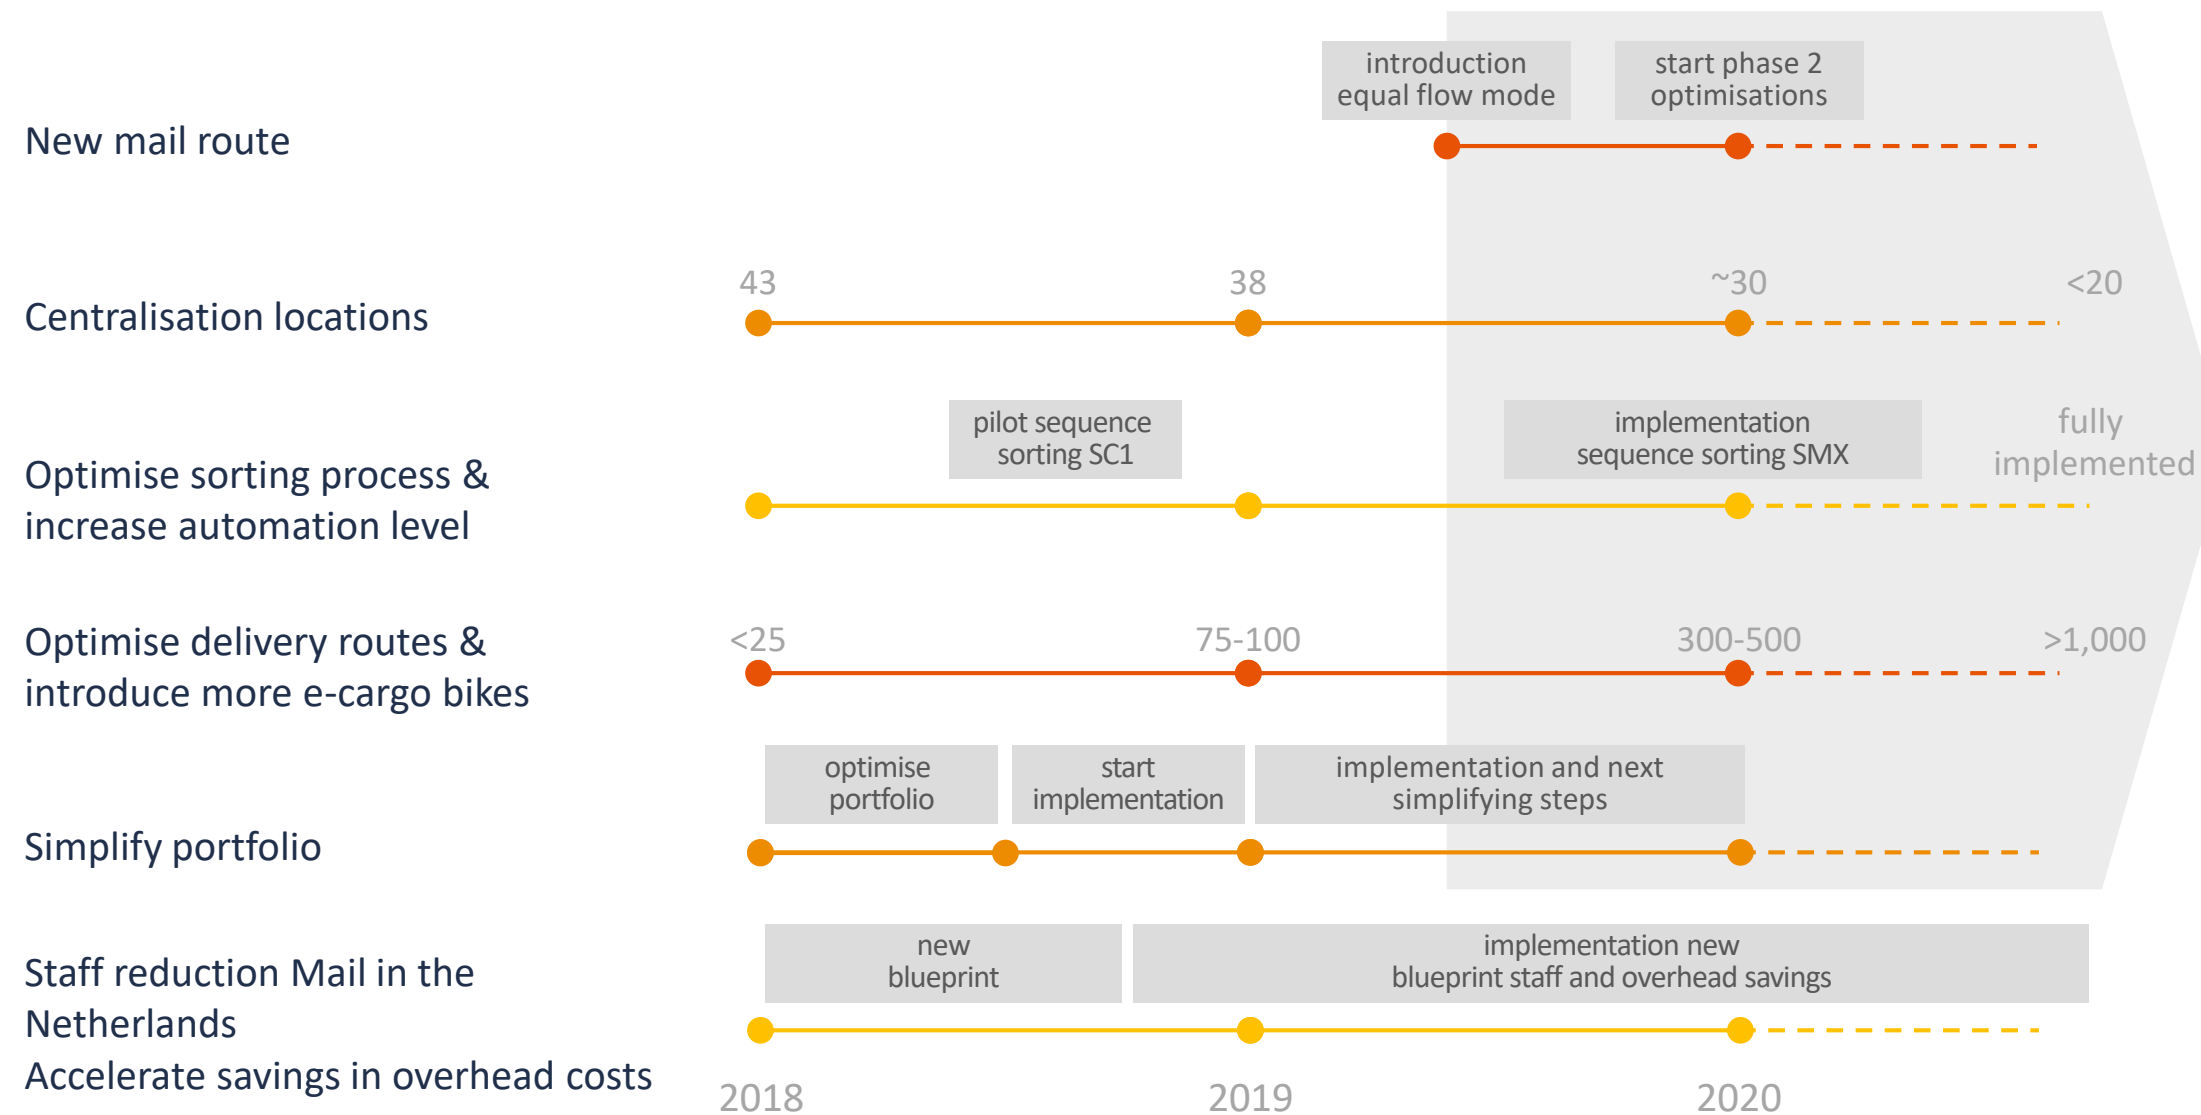 introduction
equal flow mode
start phase 2
optimisations
New mail route
43
38
~30
<20
Centralisation locations
pilot sequence
sorting SC1
implementation
sequence sorting SMX
fully
implemented
Optimise sorting process &
increase automation level
Optimise delivery routes &
introduce more e-cargo bikes
<25
75-100
300-500
>1,000
optimise
portfolio
start
implementation
implementation and next
simplifying steps
Simplify portfolio
new
blueprint
implementation new
blueprint staff and overhead savings
Staff reduction Mail in the
Netherlands
Accelerate savings in overhead costs
2018
2019
2020